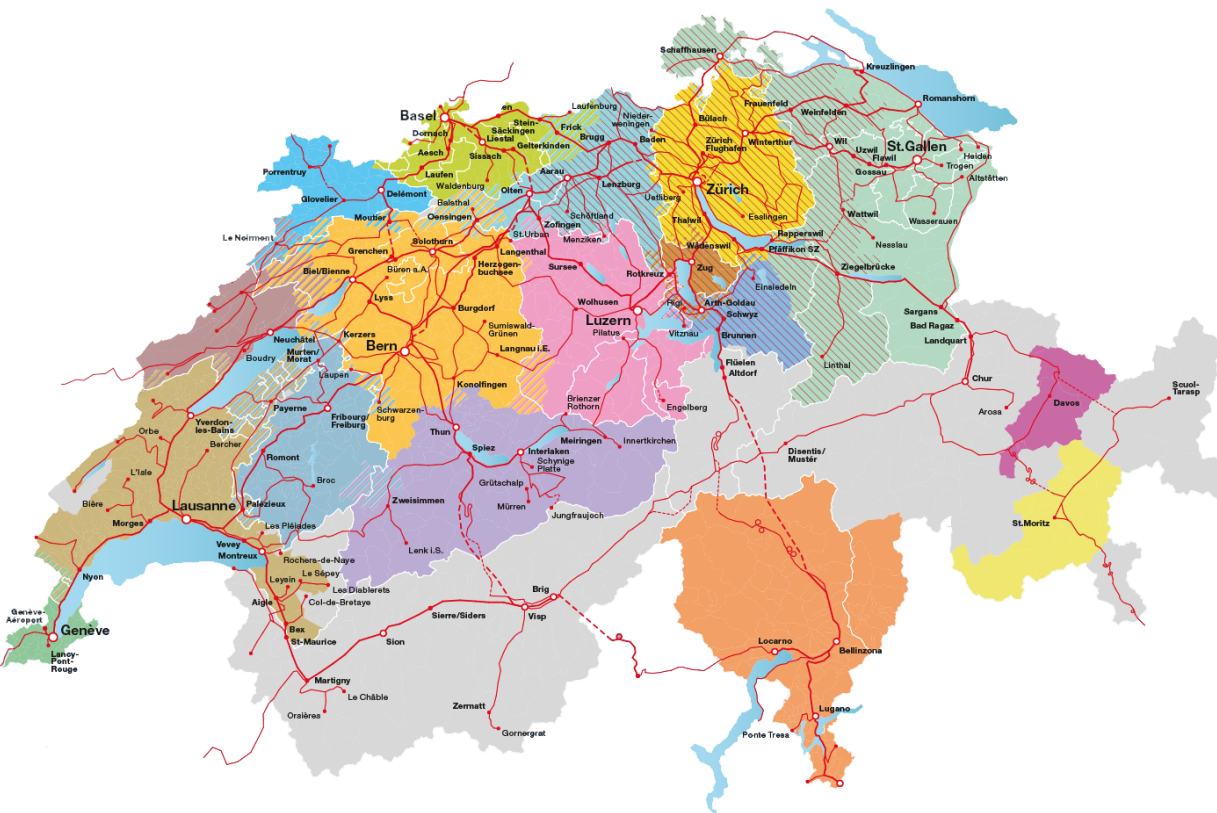 Schaffhausen
Kreuzlingen
Romanshorn
Basel
en
Laufenburg
Frauenfeld
Weinfelden
Stein-
Säckingen
Frick
Nieder-
weningen
Bülach
Dornach
Liestal
Gelterkinden
Brugg
Baden
Zürich
Flughafen
Winterthur
Wil
Uzwil
Flawil
Gossau
St.Gallen
Heiden
Trogen
Altstätten
Aesch
Sissach
Laufen
Waldenburg
Aarau
Lenzburg
Porrentruy
Delémont
Glovelier
Olten
Balsthal
Zürich
Uetliberg
Wasserauen
Moutier
Oensingen
Zofingen
Schöftland
Menziken
Esslingen
Wattwil
Thalwil
Le Noirmont
Solothurn
St.Urban
Langenthal
Rapperswil
Nesslau
Grenchen
Herzogen-
buchsee
Sursee
Wädenswil
Pfäffikon SZ
Biel/Bienne
Büren a.A.
Rotkreuz
Zug
Ziegelbrücke
Einsiedeln
Lyss
Burgdorf
Wolhusen
Rigi
Arth-Goldau
Schwyz
Sargans
Bad Ragaz
Luzern
Pilatus
Vitznau
Brunnen
Landquart
Neuchâtel
Kerzers
Sumiswald-
Grünen
Bern
Langnau i.E.
Boudry
Murten/
Morat
Laupen
Flüelen
Altdorf
Linthal
Konolfingen
Chur
Davos
Scuol-
Tarasp
Arosa
Payerne
Fribourg/
Freiburg
Schwarzen-
burg
Brienzer
Rothorn
Engelberg
Yverdon-
les-Bains
Orbe
Bercher
Thun
Meiringen
Innertkirchen
Romont
Spiez
Interlaken
Schynige
Platte
Disentis/
Mustér
L'Isle
Broc
Grütschalp
Zweisimmen
Mürren
Jungfraujoch
Bière
Lausanne
Palézieux
Morges
St.Moritz
Les Pléiades
Vevey
Montreux
Lenk i.S.
Rochers-de-Naye
Nyon
Leysin
Le Sépey
Les Diablerets
Aigle
Col-de-Bretaye
Brig
Visp
Sierre/Siders
Genève-
Aéroport
Genève
Bex
St-Maurice
Sion
Lancy-
Pont-
Rouge
Locarno
Bellinzona
Martigny
Le Châble
Orsières
Zermatt
Gornergrat
Lugano
Ponte Tresa